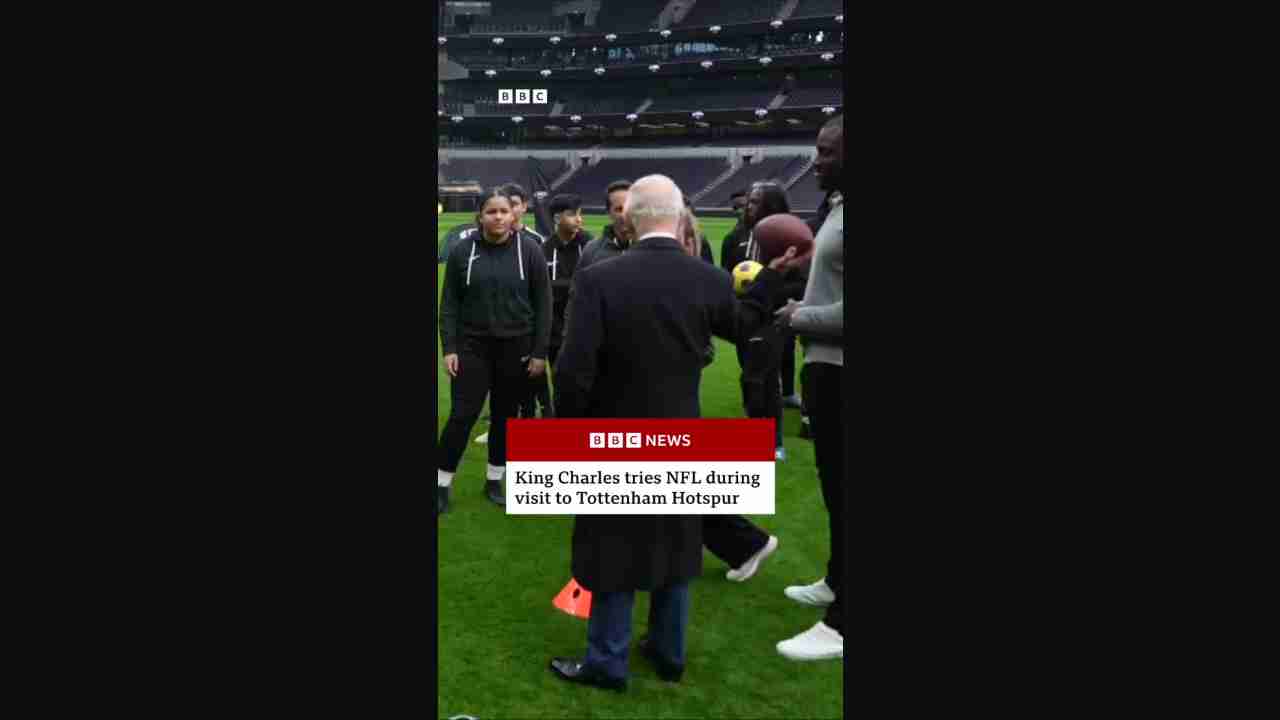 BBC
BBC NEWS
King Charles tries NFL during
visit to Tottenham Hotspur